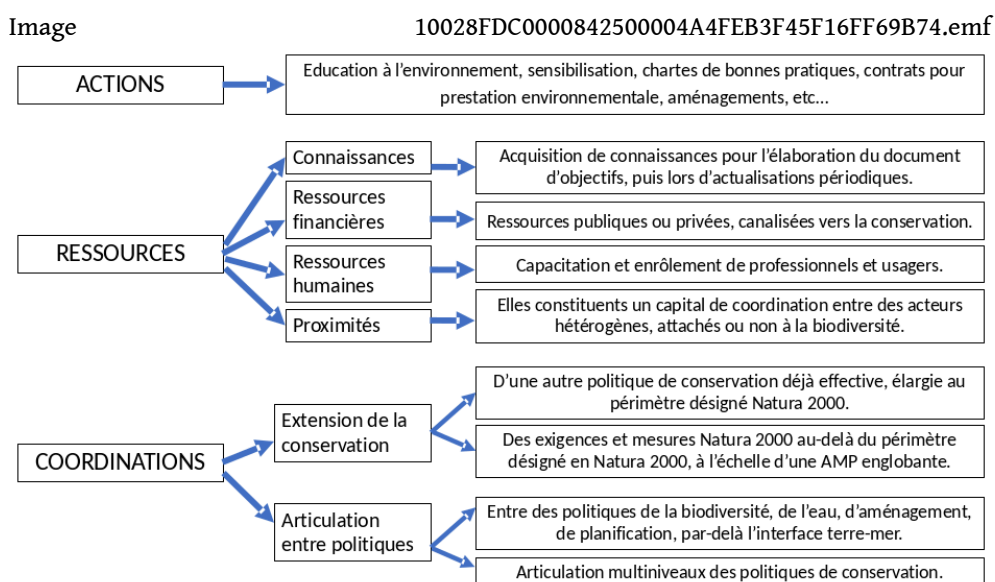 Image 10028FDC0000842500004A4FEB3F45F16FF69B74.emf
ACTIONS
Education à l’environnement, sensibilisation, chartes de bonnes pratiques, contrats pour
prestation environnementale, aménagements, etc…
RESSOURCES
Connaissances
Acquisition de connaissances pour l’élaboration du document
d’objectifs, puis lors d’actualisations périodiques.
Ressources
financières
Ressources publiques ou privées, canalisées vers la conservation.
Ressources
humaines
Capacitation et enrôlement de professionnels et usagers.
Proximités
Elles constituents un capital de coordination entre des acteurs
hétérogènes, attachés ou non à la biodiversité.
COORDINATIONS
Extension de la
conservation
D’une autre politique de conservation déjà effective, élargie au
périmètre désigné Natura 2000.
Des exigences et mesures Natura 2000 au-delà du périmètre
désigné en Natura 2000, à l’échelle d’une AMP englobante.
Articulation
entre politiques
Entre des politiques de la biodiversité, de l’eau, d’aménagement,
de planification, par-delà l’interface terre-mer.
Articulation multiniveaux des politiques de conservation.